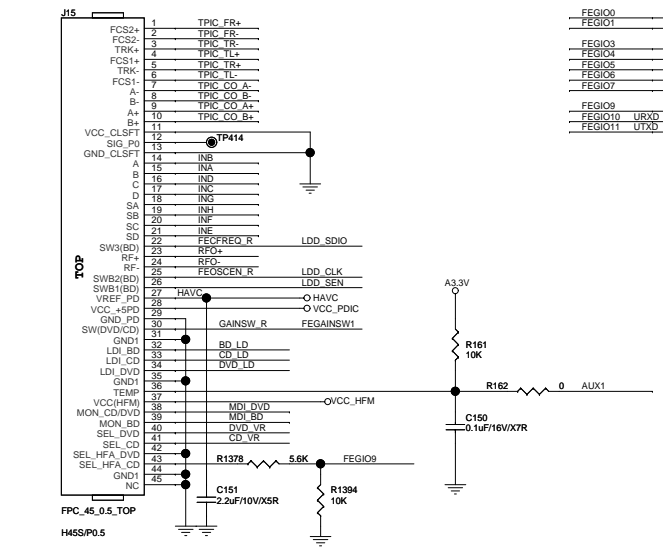 J15
FEGIO0
FEGIO1
FEGIO3
FEGIO4
FEGIO5
FEGIO6
FEGIO7
FEGIO9
FEGIO10 URXD
FEGIO11 UTXD
FCS2+ 1 TPIC_FR+
FCS2- 2 TPIC_FR-
TRK+ 3 TPIC_TR-
FCS1+ 4 TPIC_TL+
TRK- 5 TPIC_TR+
FCS1- 6 TPIC_TL-
A- 7 TPIC_CO_A-
B- 8 TPIC_CO_B-
A+ 9 TPIC_CO_A+
B+ 10 TPIC_CO_B+
VCC_CLSFT 11
SIG_P0 12 TP414
GND_CLSFT 13
A 14 INB
B 15 INA
C 16 IND
D 17 INC
SA 18 ING
SB 19 INH
SC 20 INF
SD 21 INE
SW3(BD) 22 FECFREQ_R LDD_SDIO
RF+ 23 RFO+
RF- 24 RFO-
SWB2(BD) 25 FEOSCEN_R LDD_CLK
SWB1(BD) 26 LDD_SEN
VREF_PD 27 HAVC HAVC
VCC_+5PD 28 VCC_PDIC
GND_PD 29
SW(DVD/CD) 30 GAINSW_R FEGAINSW1
GND1 31
LDI_BD 32 BD_LD
LDI_CD 33 CD_LD
LDI_DVD 34 DVD_LD
GND1 35
TEMP 36
VCC(HFM) 37 VCC_HFM
MON_CD/DVD 38 MDI_DVD
MON_BD 39 MDI_BD
SEL_DVD 40 DVD_VR
SEL_CD 41 CD_VR
SEL_HFA_DVD 42
SEL_HFA_CD 43 R1378 5.6K FEGIO9
GND1 44
NC 45
TOP
A3.3V
R161
10K
R162 0 AUX1
C150
0.1uF/16V/X7R
C151
2.2uF/10V/X5R
R1394
10K
FPC_45_0.5_TOP
H45S/P0.5